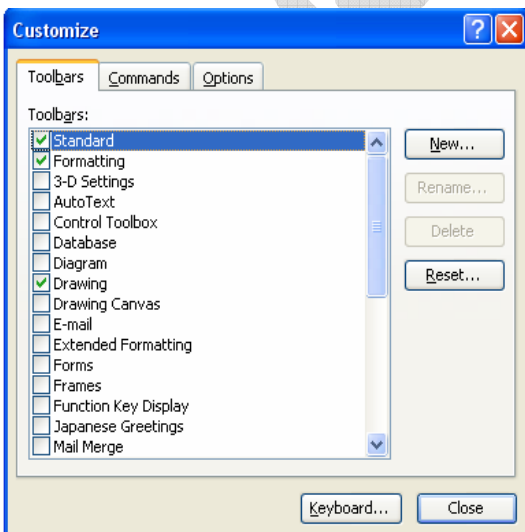 Customize
Toolbars Commands Options
Toolbars:
Standard
Formatting
3-D Settings
AutoText
Control Toolbox
Database
Diagram
Drawing
Drawing Canvas
E-mail
Extended Formatting
Forms
Frames
Function Key Display
Japanese Greetings
Mail Merge
New...
Rename...
Delete
Reset...
Keyboard... Close